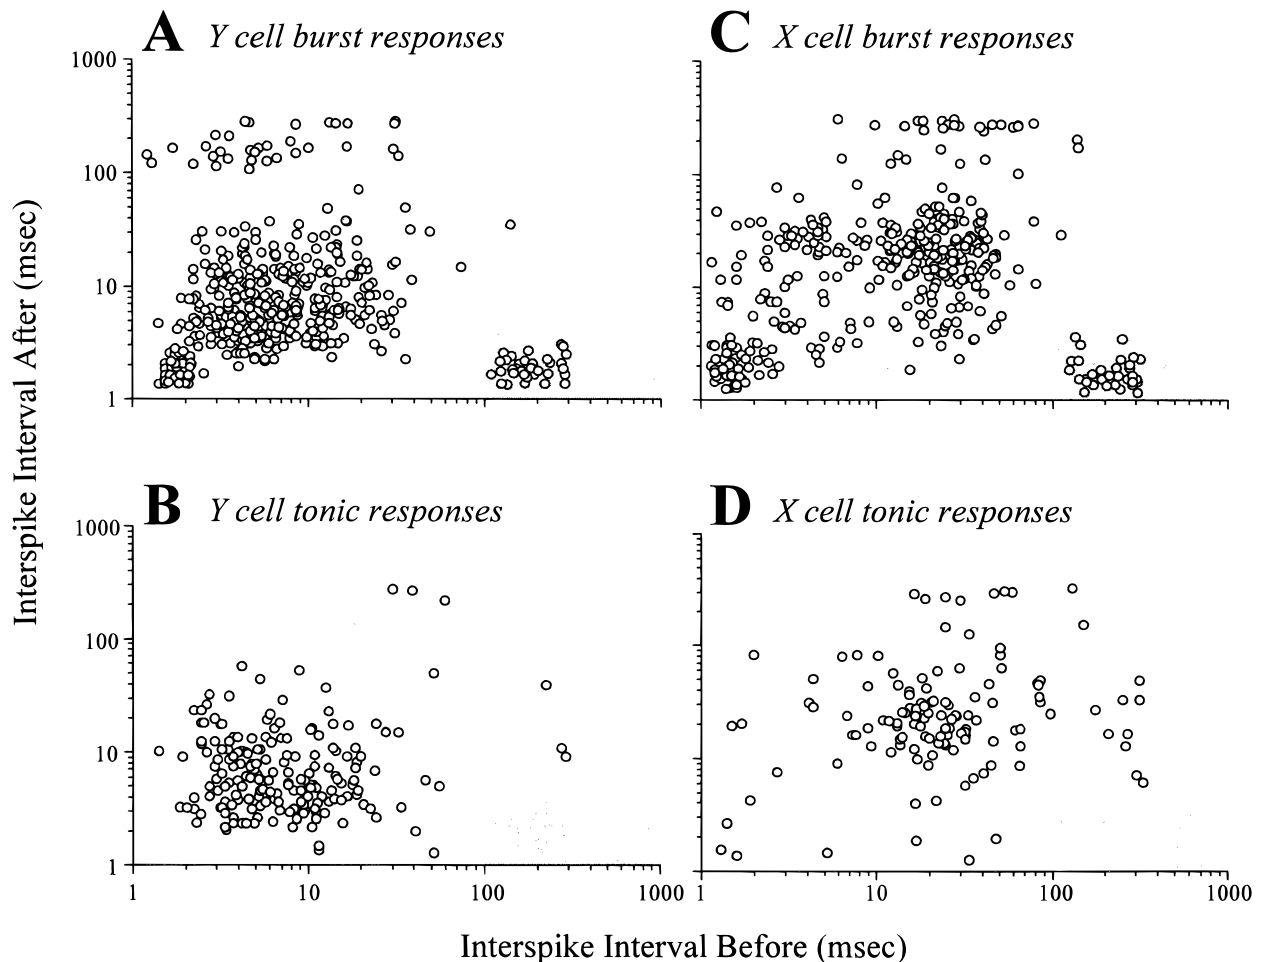 A Y cell burst responses
C X cell burst responses
1000
100
10
1
B Y cell tonic responses
D X cell tonic responses
1000
100
10
1
1 10 100 1000
1 10 100 1000
Interspike Interval After (msec)
Interspike Interval Before (msec)